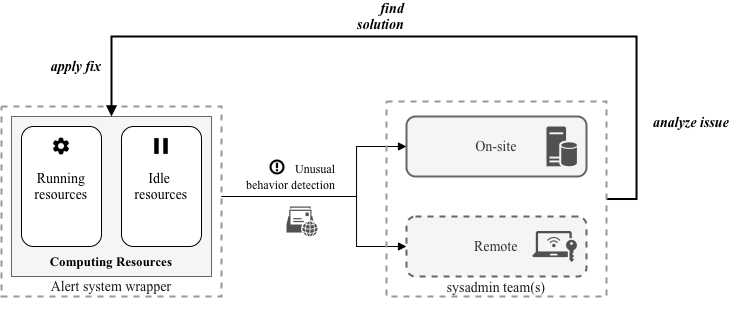 find
solution
apply fix
analyze issue
Running
resources
Idle
resources
Computing Resources
Alert system wrapper
Unusual
behavior detection
On-site
Remote
sysadmin team(s)